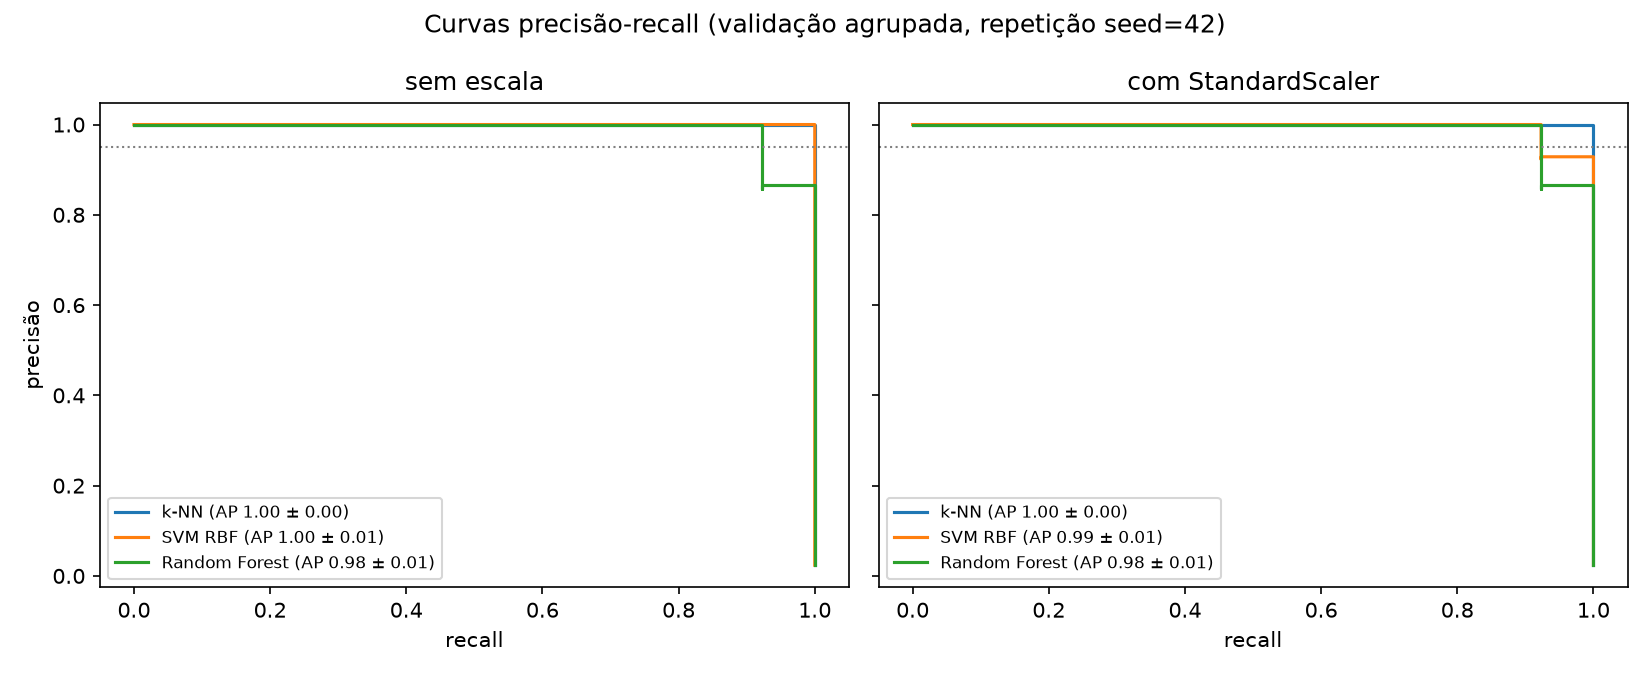 Curvas precisão-recall (validação agrupada, repetição seed=42)
sem escala
com StandardScaler
precisão
1.0
0.8
0.6
0.4
0.2
0.0
k-NN (AP 1.00 ± 0.00)
SVM RBF (AP 1.00 ± 0.01)
Random Forest (AP 0.98 ± 0.01)
k-NN (AP 1.00 ± 0.00)
SVM RBF (AP 0.99 ± 0.01)
Random Forest (AP 0.98 ± 0.01)
0.0 0.2 0.4 0.6 0.8 1.0
0.0 0.2 0.4 0.6 0.8 1.0
recall
recall